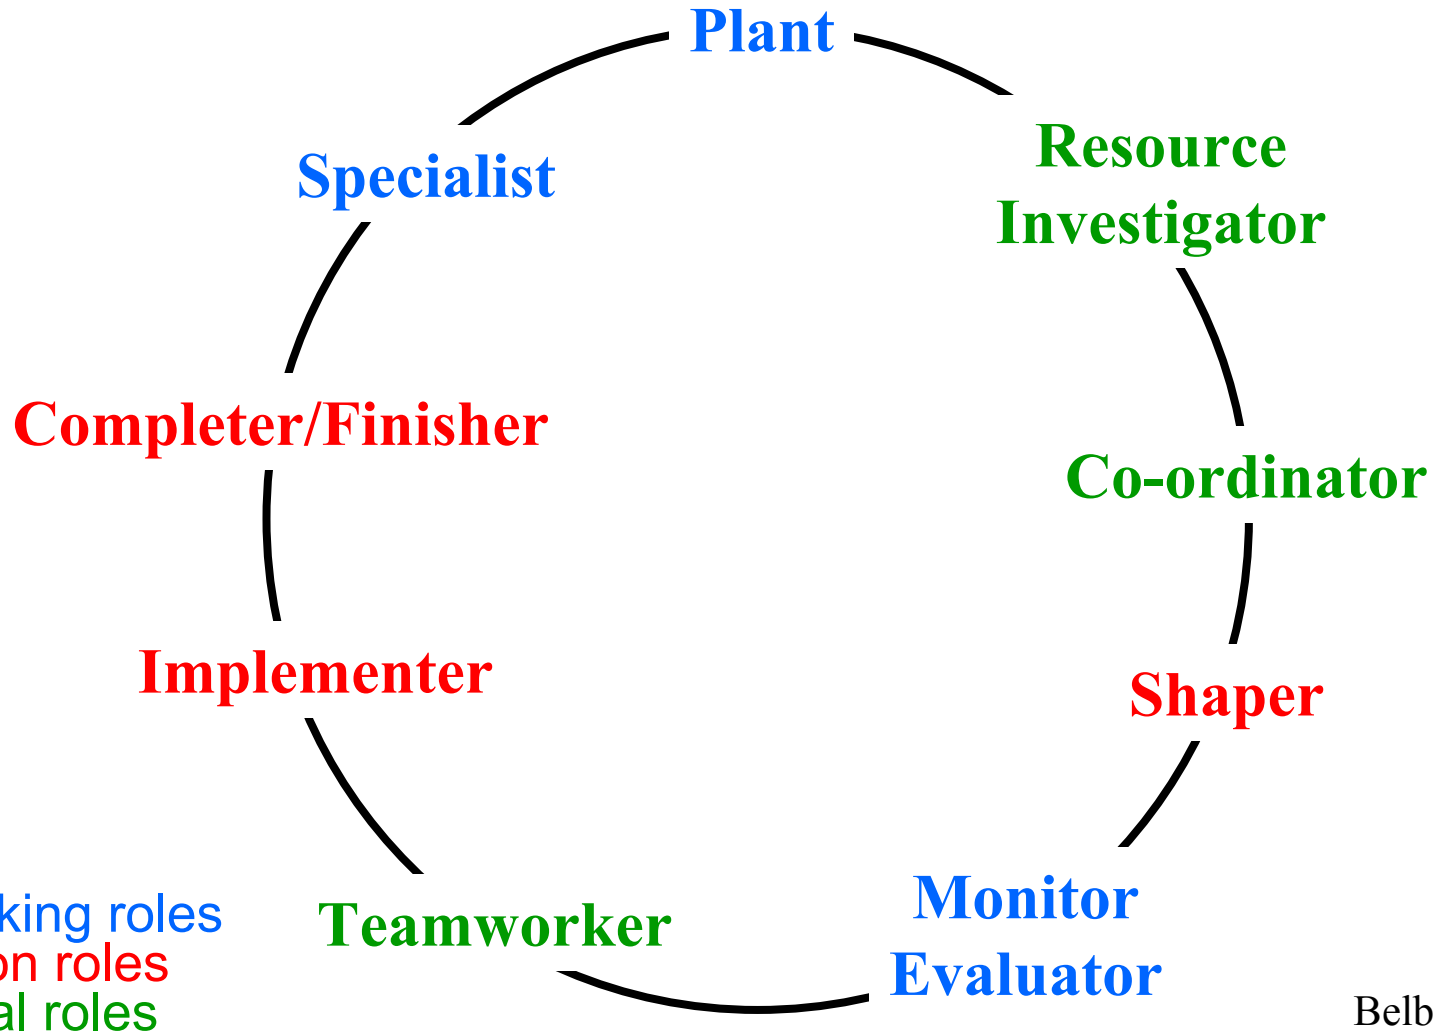 Plant
Resource
Investigator
Specialist
Completer/Finisher
Co-ordinator
Implementer
Shaper
Monitor
Evaluator
Teamworker
king roles
on roles
al roles
Belb